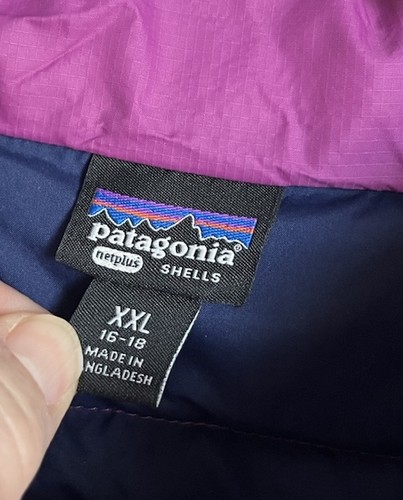 patagonia®
netplus® SHELLS
XXL
16-18
MADE IN
NGLADESH